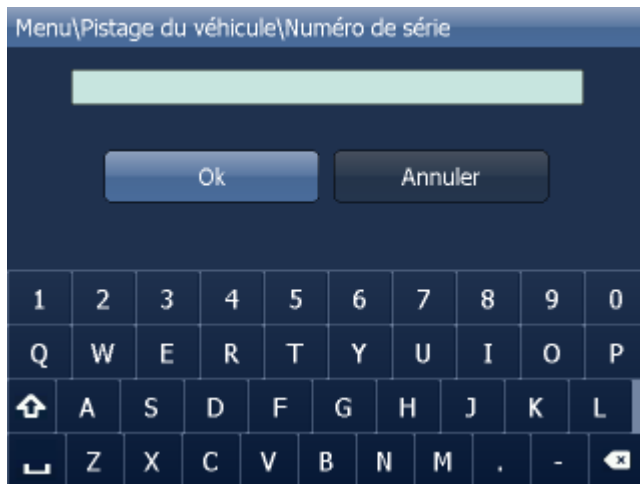 Menu\Pistage du véhicule\Numéro de série
Ok Annuler
1 2 3 4 5 6 7 8 9 0
Q W E R T Y U I O P
A S D F G H J K L
Z X C V B N M . -